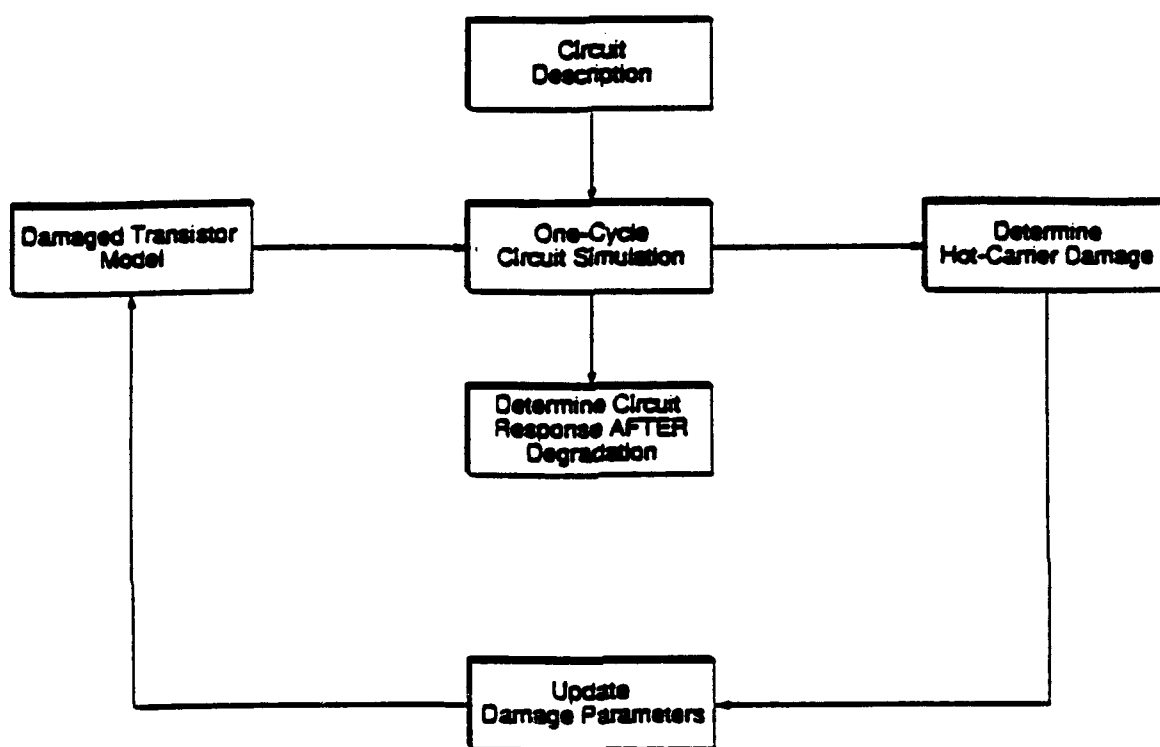 Circuit
Description
Damaged Transistor
Model
One-Cycle
Circuit Simulation
Determine
Hot-Carrier Damage
Determine Circuit
Response AFTER
Degradation
Update
Damage Parameters